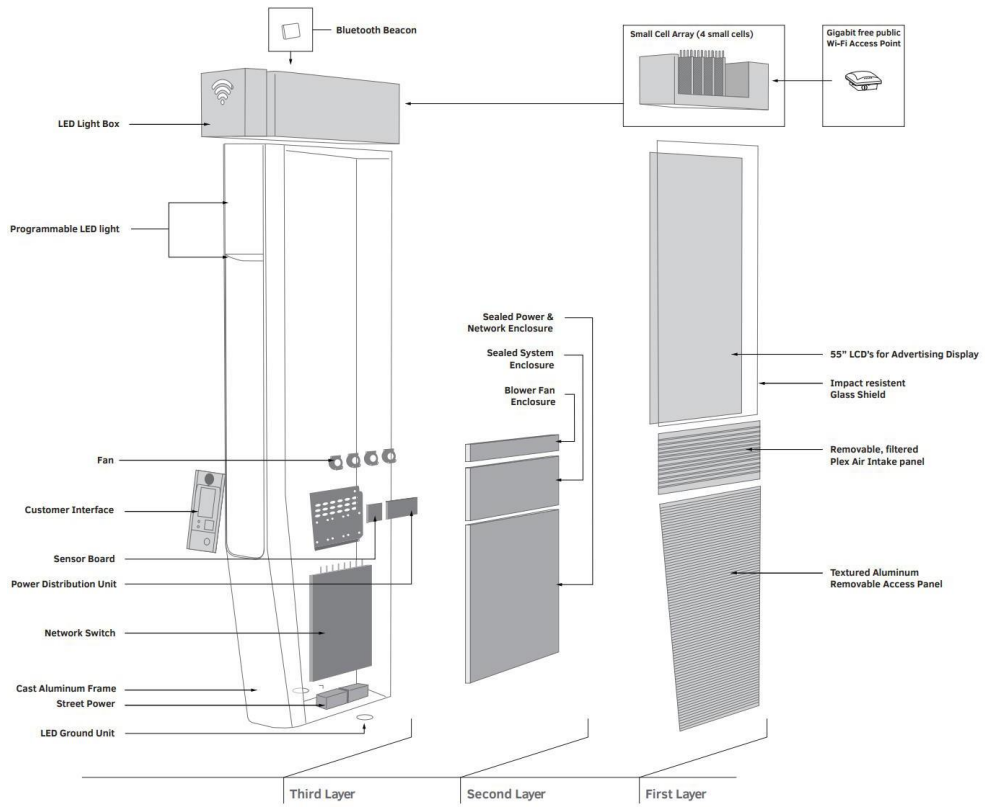 Bluetooth Beacon
Small Cell Array (4 small cells)
Gigabit free public
Wi-Fi Access Point
LED Light Box
Programmable LED light
Sealed Power &
Network Enclosure
Sealed System
Enclosure
Blower Fan
Enclosure
55" LCD's for Advertising Display
Impact resistent
Glass Shield
Fan
Removable, filtered
Plex Air Intake panel
Customer Interface
Sensor Board
Power Distribution Unit
Textured Aluminum
Removable Access Panel
Network Switch
Cast Aluminum Frame
Street Power
LED Ground Unit
Third Layer
Second Layer
First Layer